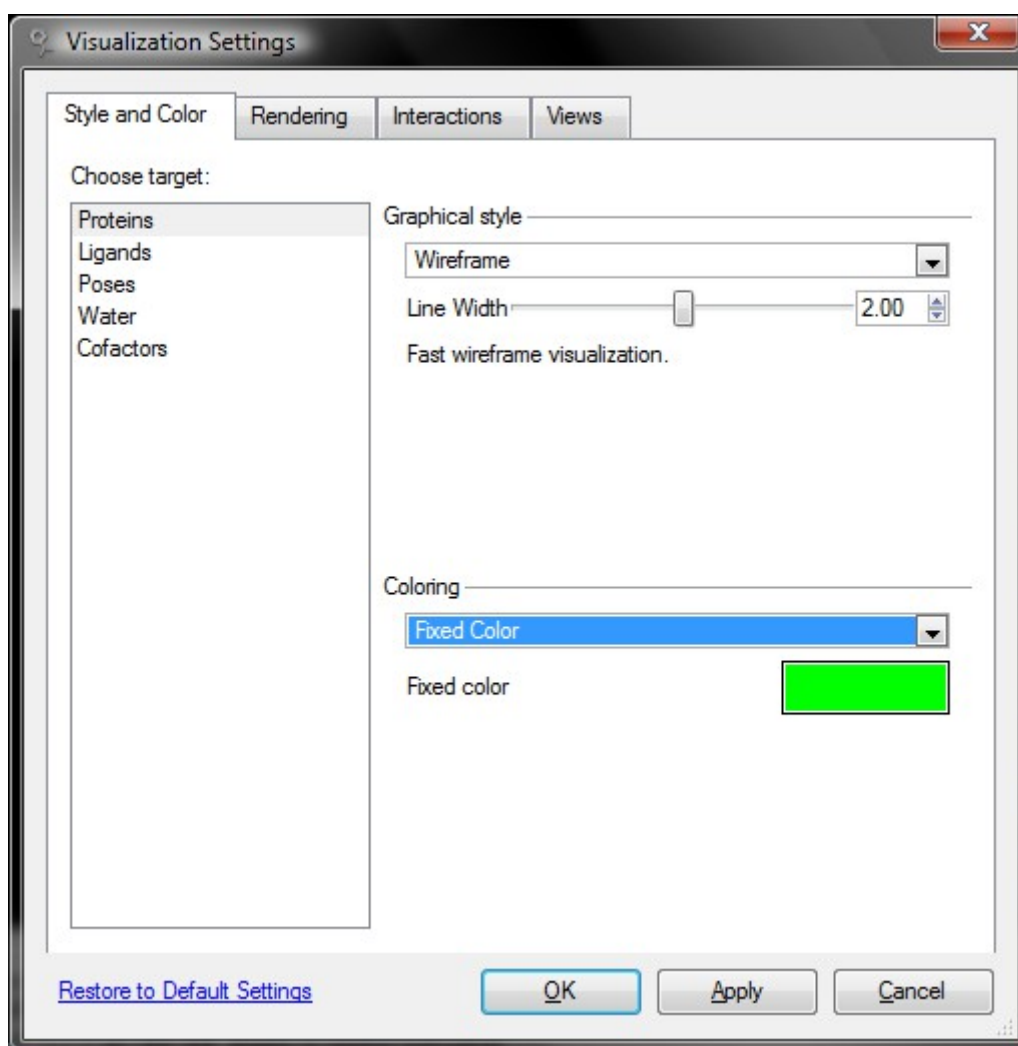 Visualization Settings
Style and Color
Rendering
Interactions
Views
Choose target:
Proteins
Ligands
Poses
Water
Cofactors
Graphical style
Wireframe
Line Width
2.00
Fast wireframe visualization.
Coloring
Fixed Color
Fixed color
Restore to Default Settings
OK
Apply
Cancel